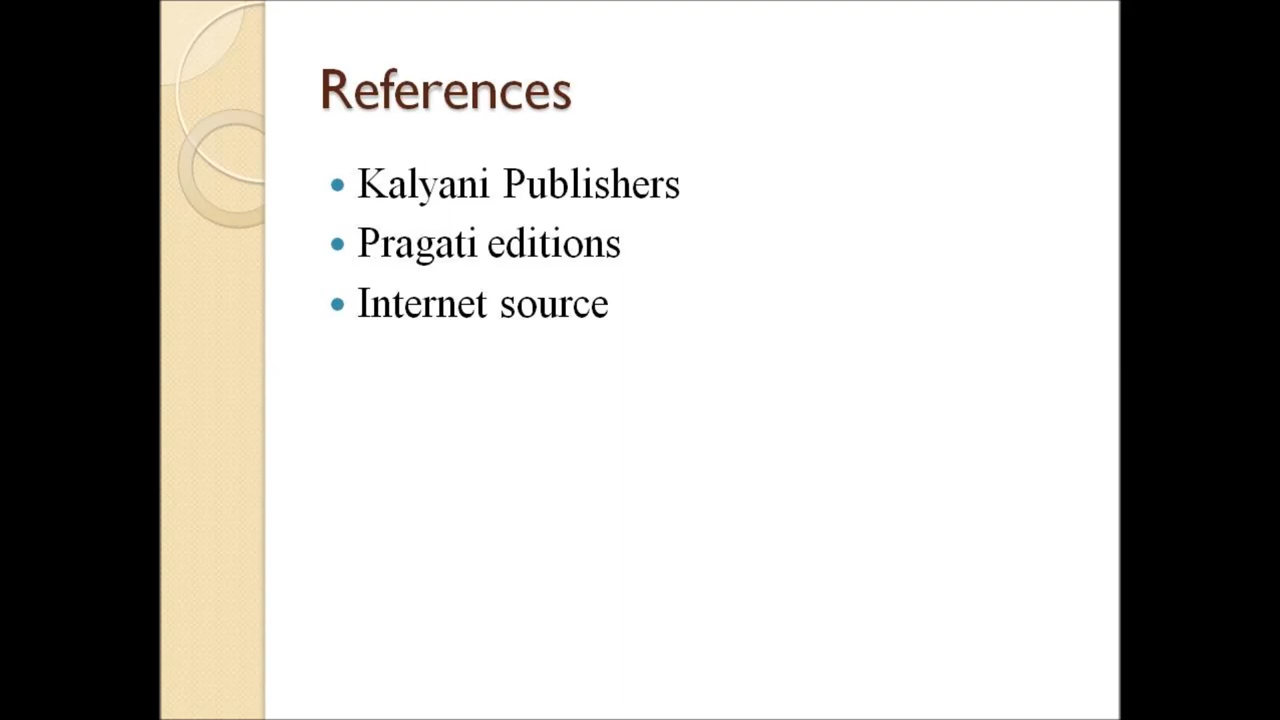 References
Kalyani Publishers
Pragati editions
Internet source